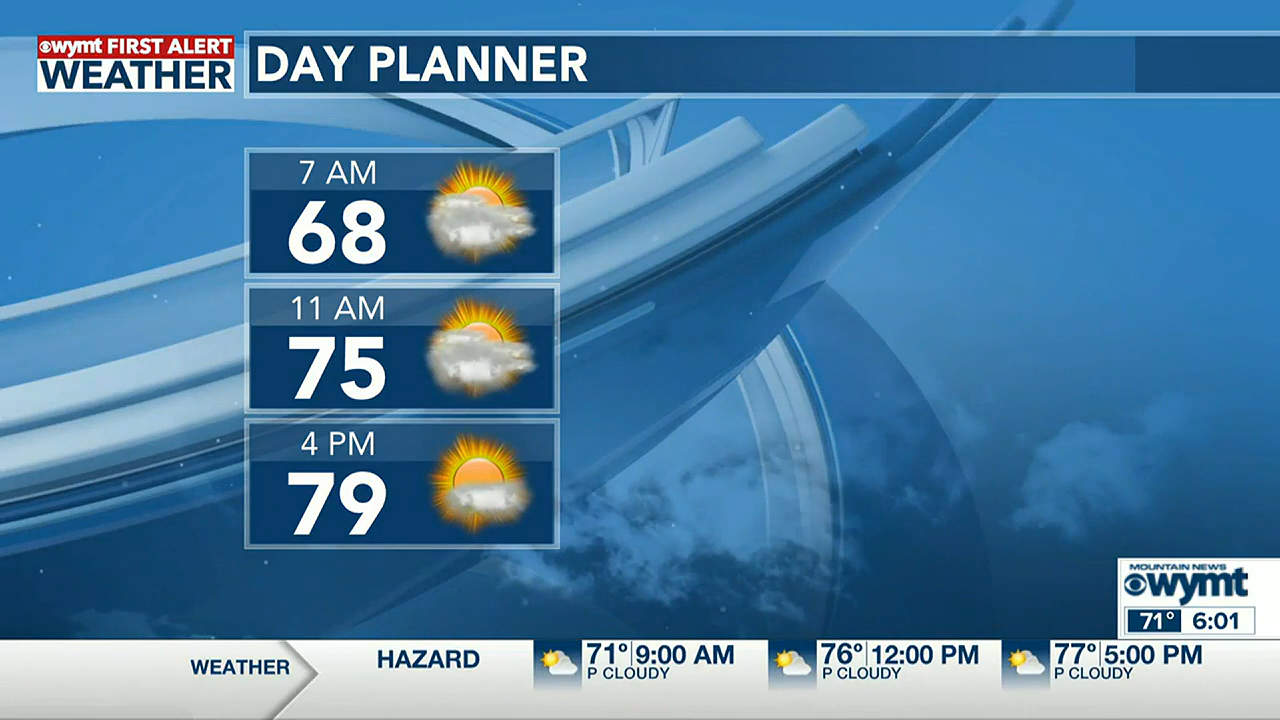 wymt FIRST ALERT
WEATHER
DAY PLANNER
7 AM
68
11 AM
75
4 PM
79
MOUNTAIN NEWS
wymt
71° 6:01
WEATHER
HAZARD
71° 9:00 AM
P CLOUDY
76° 12:00 PM
P CLOUDY
77° 5:00 PM
P CLOUDY